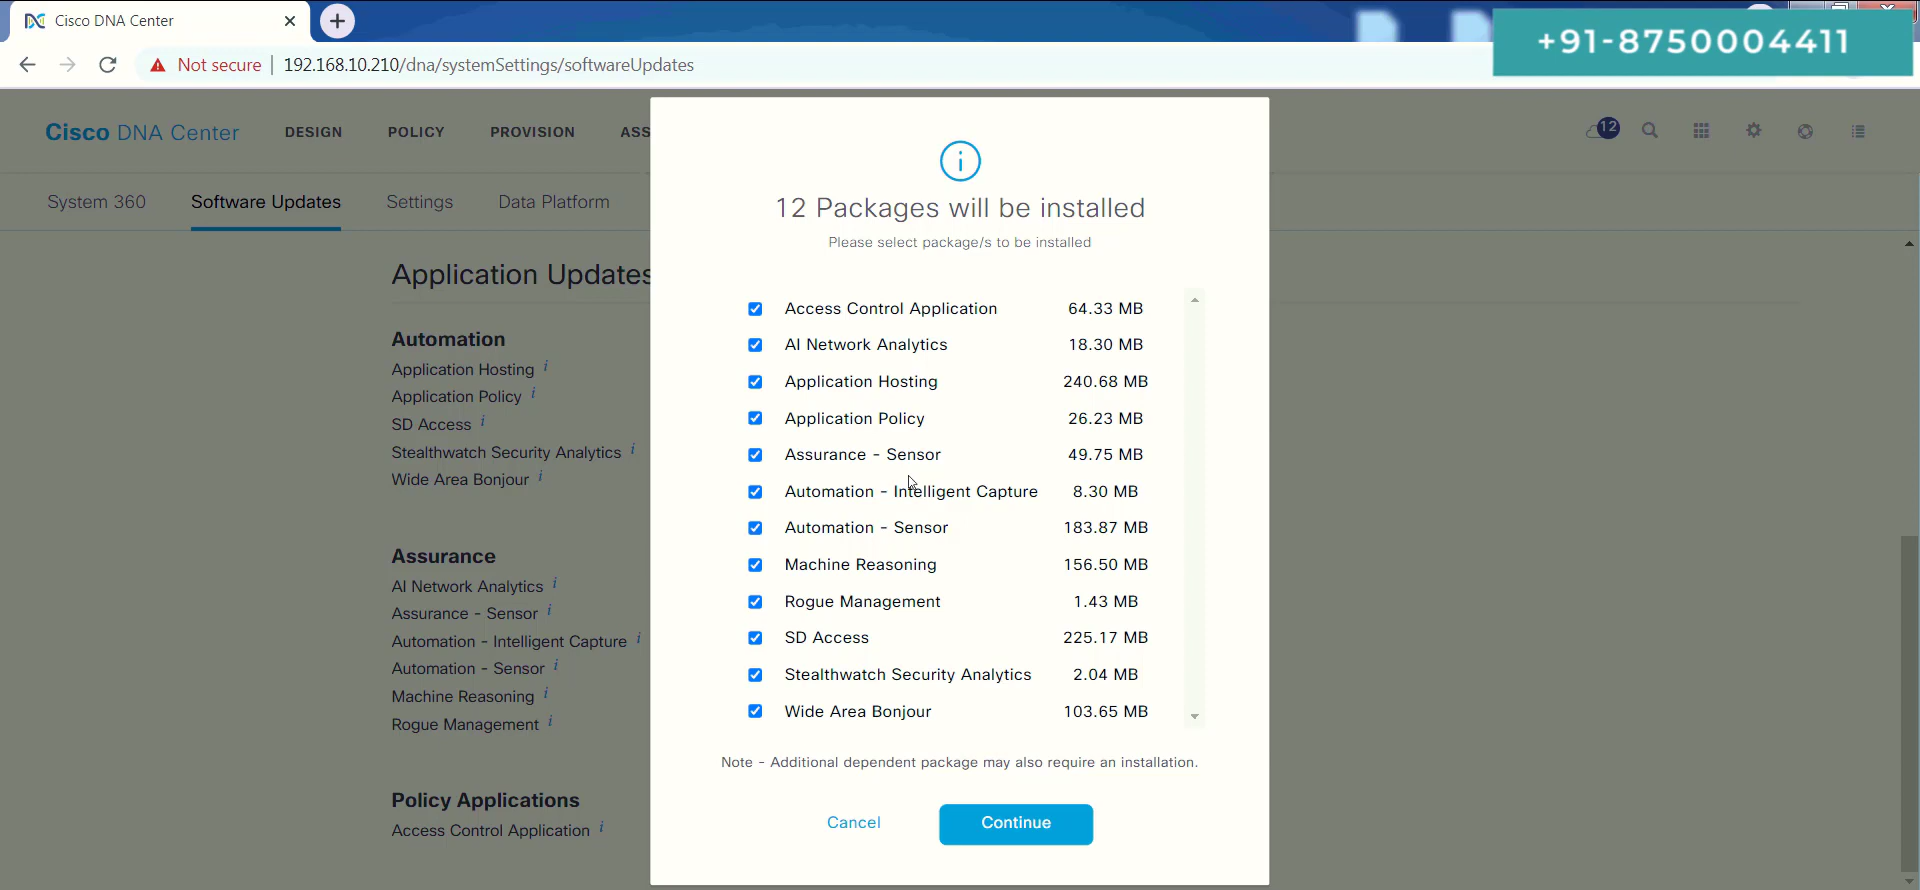 Cisco DNA Center
+91-8750004411
Not secure
192.168.10.210/dna/systemSettings/softwareUpdates
Cisco DNA Center DESIGN POLICY PROVISION ASS
12
System 360 Software Updates Settings Data Platform
Application Updates
Automation
Application Hosting i
Application Policy i
SD Access i
Stealthwatch Security Analytics i
Wide Area Bonjour i
Assurance
AI Network Analytics i
Assurance - Sensor i
Automation - Intelligent Capture i
Automation - Sensor i
Machine Reasoning i
Rogue Management i
Policy Applications
Access Control Application i
12 Packages will be installed
Please select package/s to be installed
Access Control Application 64.33 MB
AI Network Analytics 18.30 MB
Application Hosting 240.68 MB
Application Policy 26.23 MB
Assurance - Sensor 49.75 MB
Automation - Intelligent Capture 8.30 MB
Automation - Sensor 183.87 MB
Machine Reasoning 156.50 MB
Rogue Management 1.43 MB
SD Access 225.17 MB
Stealthwatch Security Analytics 2.04 MB
Wide Area Bonjour 103.65 MB
Note - Additional dependent package may also require an installation.
Cancel Continue